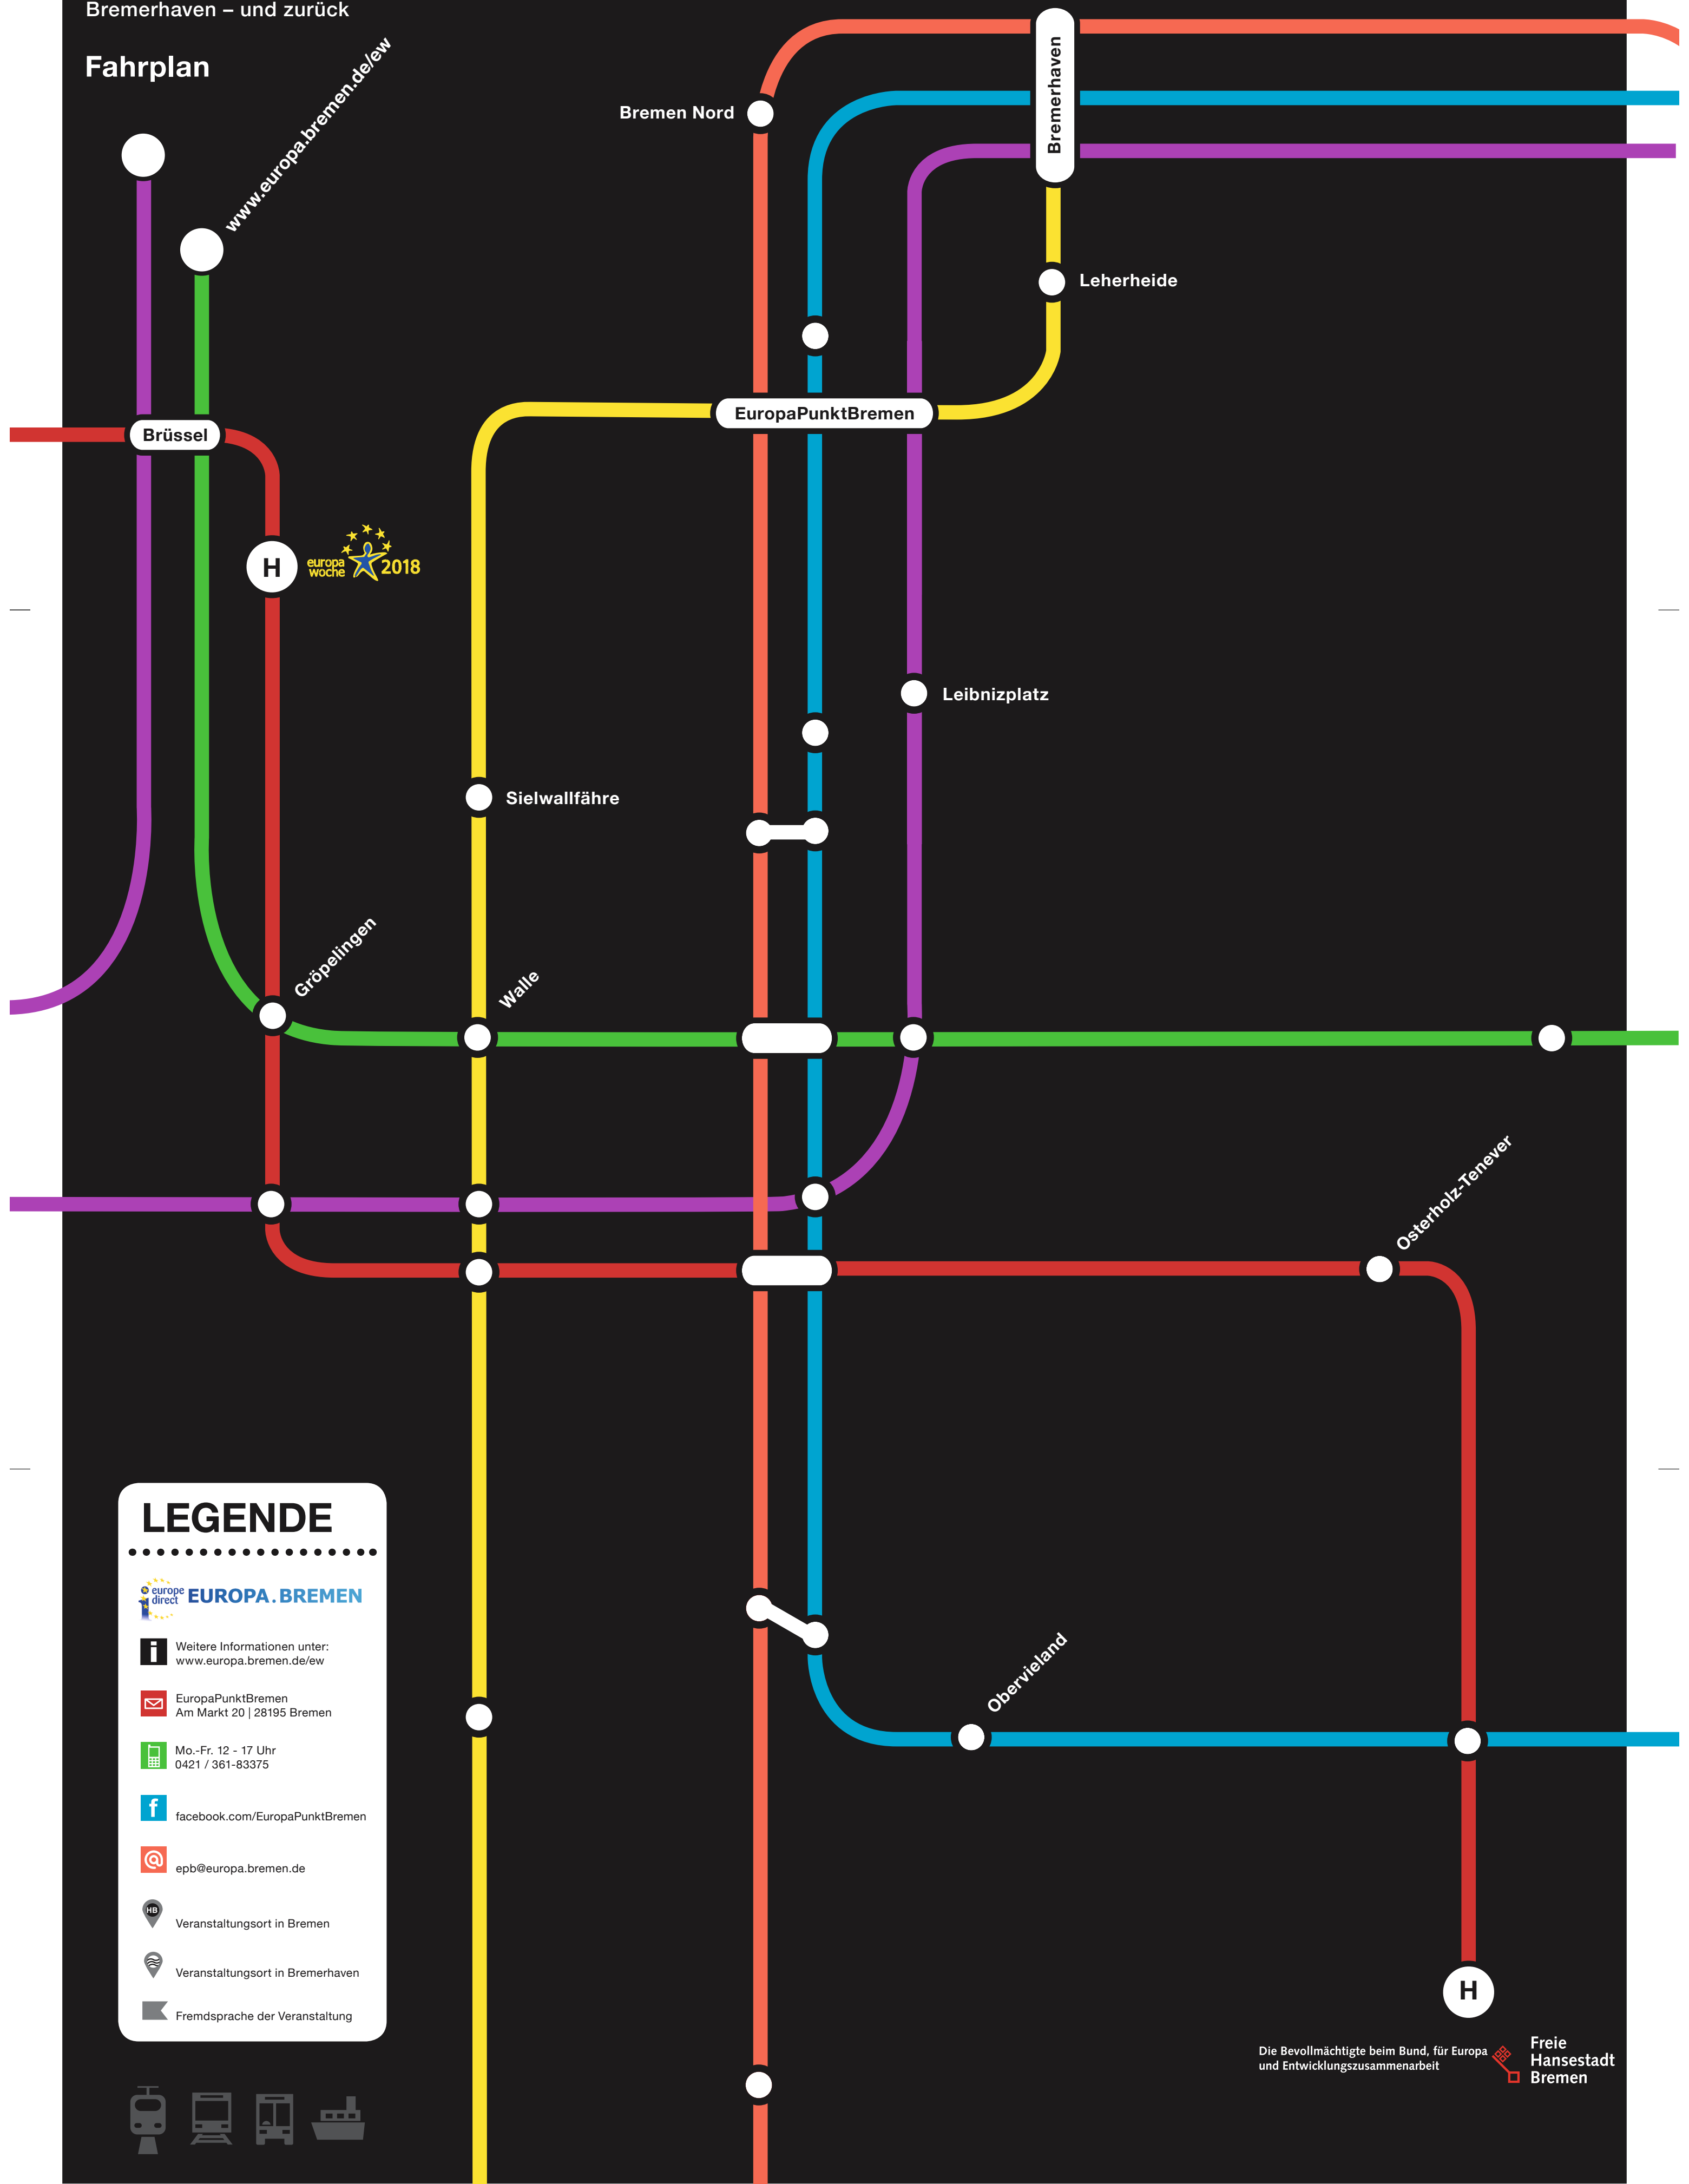 Bremerhaven – und zurück
Fahrplan
www.europa.bremen.de/ew
Bremen Nord
Bremerhaven
Leherheide
EuropaPunktBremen
Brüssel
H
europa
woche
2018
Leibnizplatz
Sielwallfähre
Gröpelingen
Walle
Osterholz-Tenever
Obervieland
LEGENDE
europe
direct
EUROPA.BREMEN
i
Weitere Informationen unter:
www.europa.bremen.de/ew
EuropaPunktBremen
Am Markt 20 | 28195 Bremen
Mo.-Fr. 12 - 17 Uhr
0421 / 361-83375
f
facebook.com/EuropaPunktBremen
@
epb@europa.bremen.de
HB
Veranstaltungsort in Bremen
Veranstaltungsort in Bremerhaven
Fremdsprache der Veranstaltung
H
Die Bevollmächtigte beim Bund, für Europa
und Entwicklungszusammenarbeit
Freie
Hansestadt
Bremen